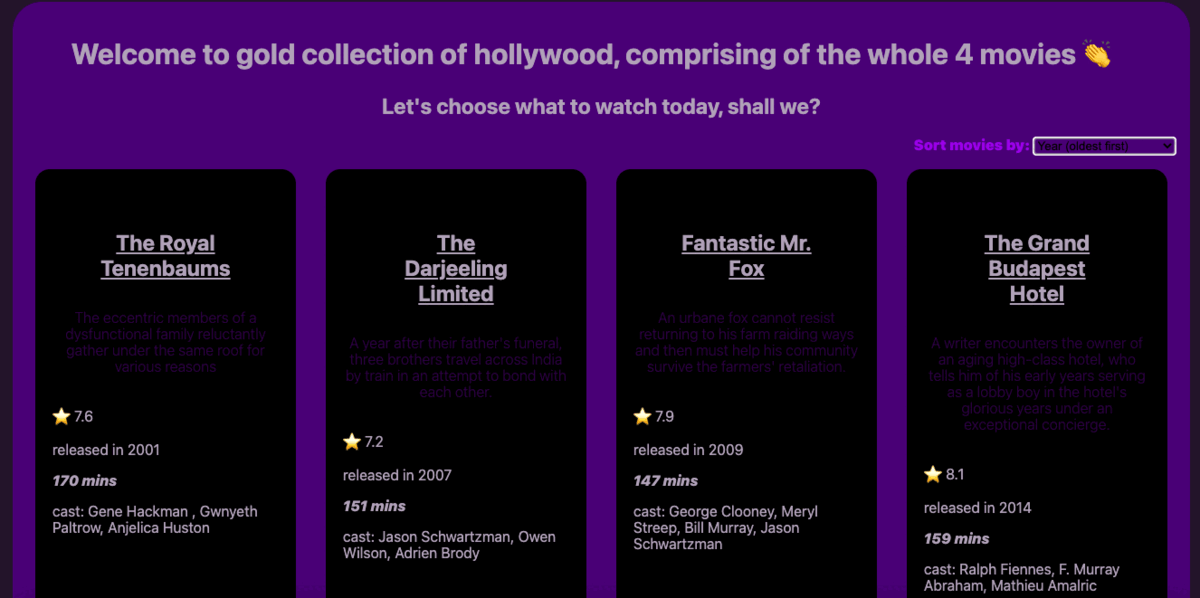 Welcome to gold collection of hollywood, comprising of the whole 4 movies 👏
Let's choose what to watch today, shall we?
Sort movies by: Year (oldest first)
The Royal
Tenenbaums
The eccentric members of a
dysfunctional family reluctantly
gather under the same roof for
various reasons
⭐ 7.6
released in 2001
170 mins
cast: Gene Hackman , Gwnyeth
Paltrow, Anjelica Huston
The
Darjeeling
Limited
A year after their father's funeral,
three brothers travel across India
by train in an attempt to bond with
each other.
⭐ 7.2
released in 2007
151 mins
cast: Jason Schwartzman, Owen
Wilson, Adrien Brody
Fantastic Mr.
Fox
An urbane fox cannot resist
returning to his farm raiding ways
and then must help his community
survive the farmers' retaliation.
⭐ 7.9
released in 2009
147 mins
cast: George Clooney, Meryl
Streep, Bill Murray, Jason
Schwartzman
The Grand
Budapest
Hotel
A writer encounters the owner of
an aging high-class hotel, who
tells him of his early years serving
as a lobby boy in the hotel's
glorious years under an
exceptional concierge.
⭐ 8.1
released in 2014
159 mins
cast: Ralph Fiennes, F. Murray
Abraham, Mathieu Amalric